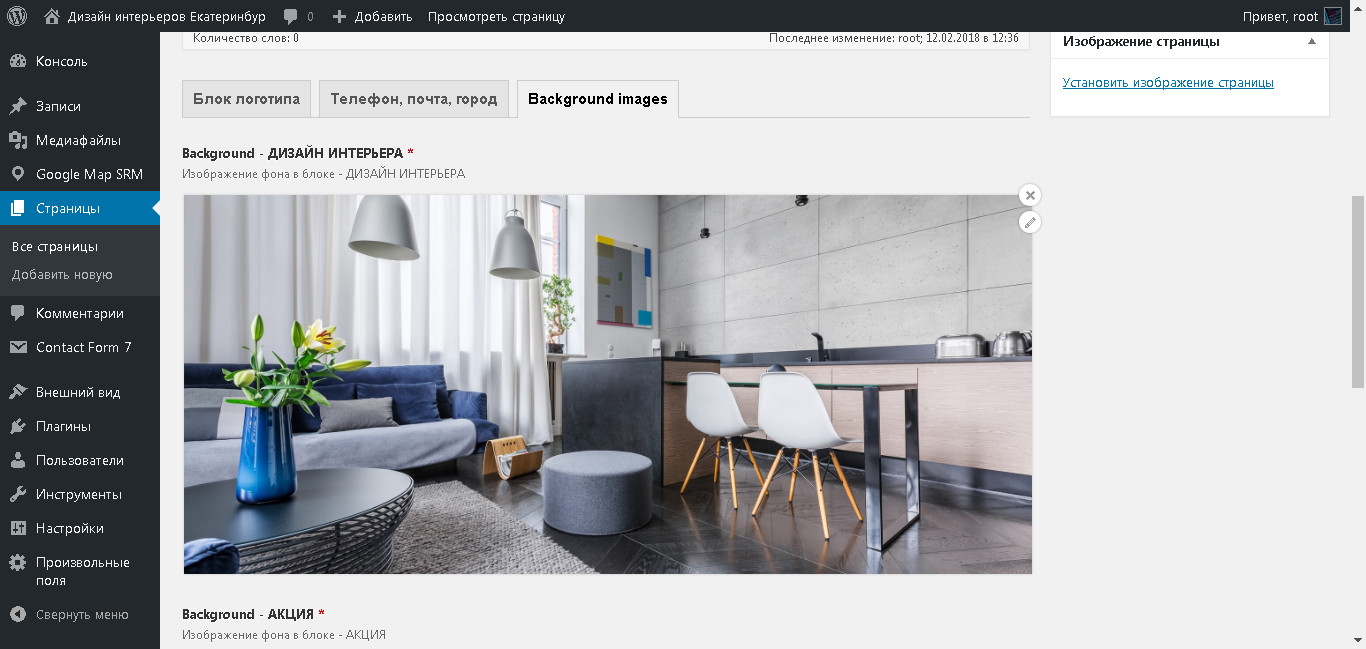 Дизайн интерьеров Екатеринбур
0
Добавить
Просмотреть страницу
Привет, root
Консоль
Записи
Медиафайлы
Google Map SRM
Страницы
Все страницы
Добавить новую
Комментарии
Contact Form 7
Внешний вид
Плагины
Пользователи
Инструменты
Настройки
Произвольные
поля
Свернуть меню
Количество слов: 0
Последнее изменение: root; 12.02.2018 в 12:36
Блок логотипа
Телефон, почта, город
Background images
Background - ДИЗАЙН ИНТЕРЬЕРА *
Изображение фона в блоке - ДИЗАЙН ИНТЕРЬЕРА
Background - АКЦИЯ *
Изображение фона в блоке - АКЦИЯ
Изображение страницы
Установить изображение страницы